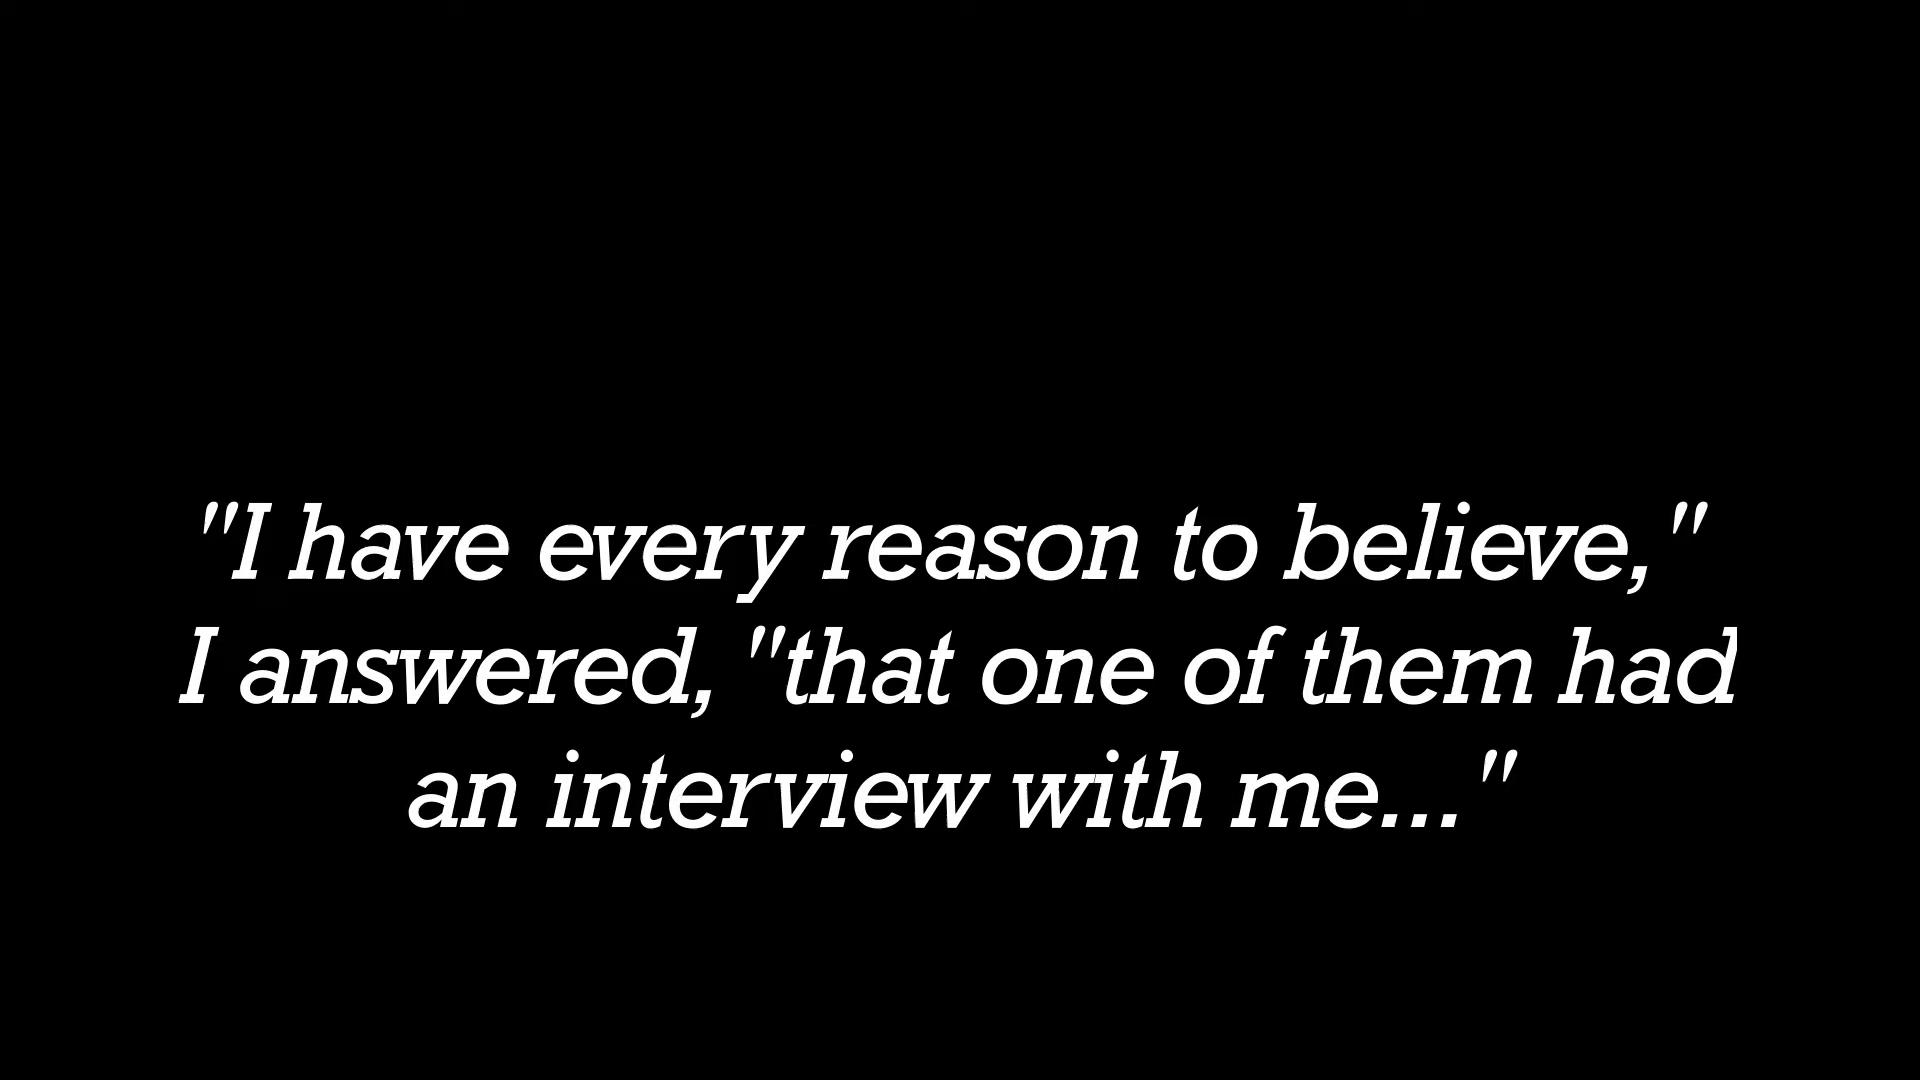 "I have every reason to believe,"
I answered, "that one of them had
an interview with me..."